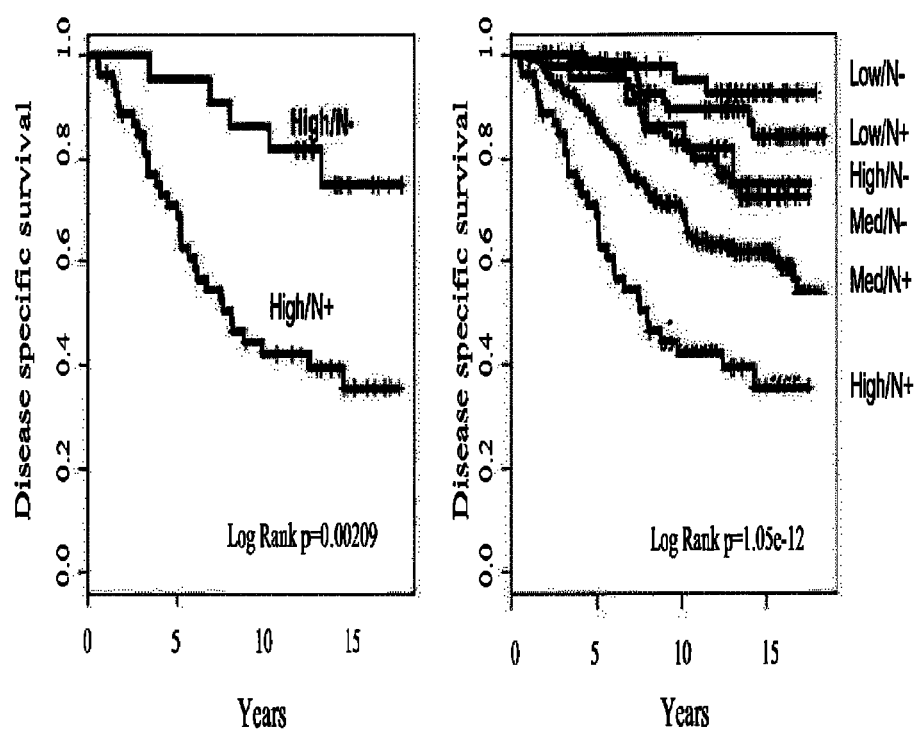 Disease specific survival
1.0
0.8
0.6
0.4
0.2
0.0
High/N-
High/N+
Log Rank p=0.00209
0 5 10 15
Years
Disease specific survival
1.0
0.8
0.6
0.4
0.2
0.0
Low/N-
Low/N+
High/N-
Med/N-
Med/N+
High/N+
Log Rank p=1.05e-12
0 5 10 15
Years